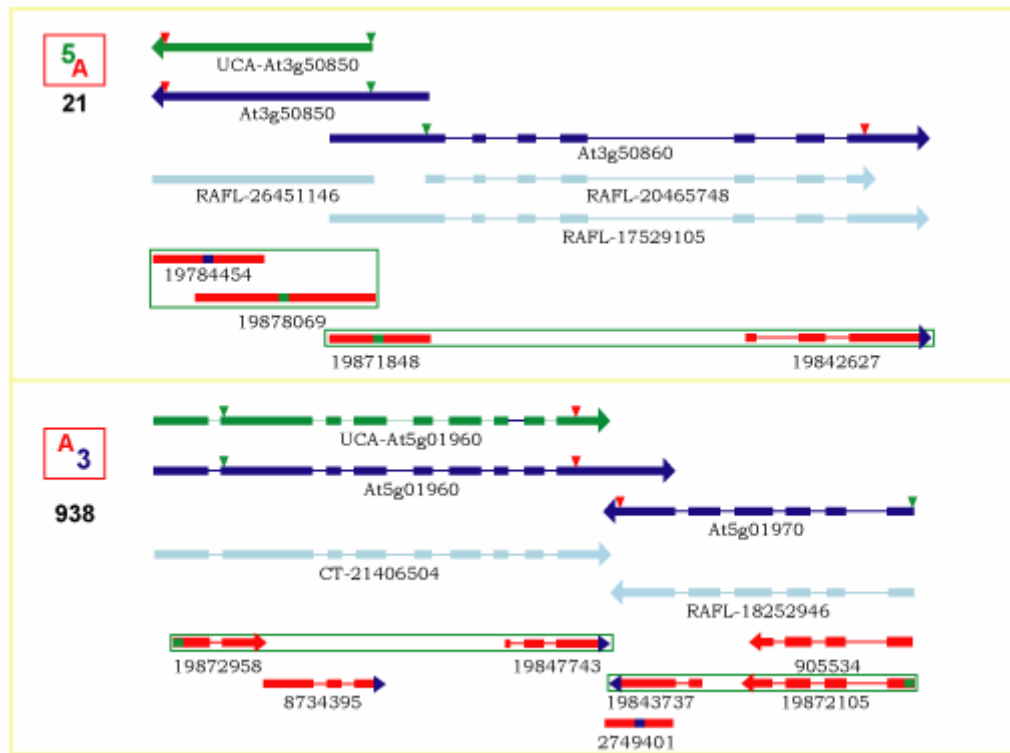 5A
21
UCA-At3g50850
At3g50850
At3g50860
RAFL-26451146
RAFL-20465748
RAFL-17529105
19784454
19878069
19871848
19842627
A3
938
UCA-At5g01960
At5g01960
At5g01970
CT-21406504
RAFL-18252946
19872958
19847743
905534
8734395
19843737
19872105
2749401